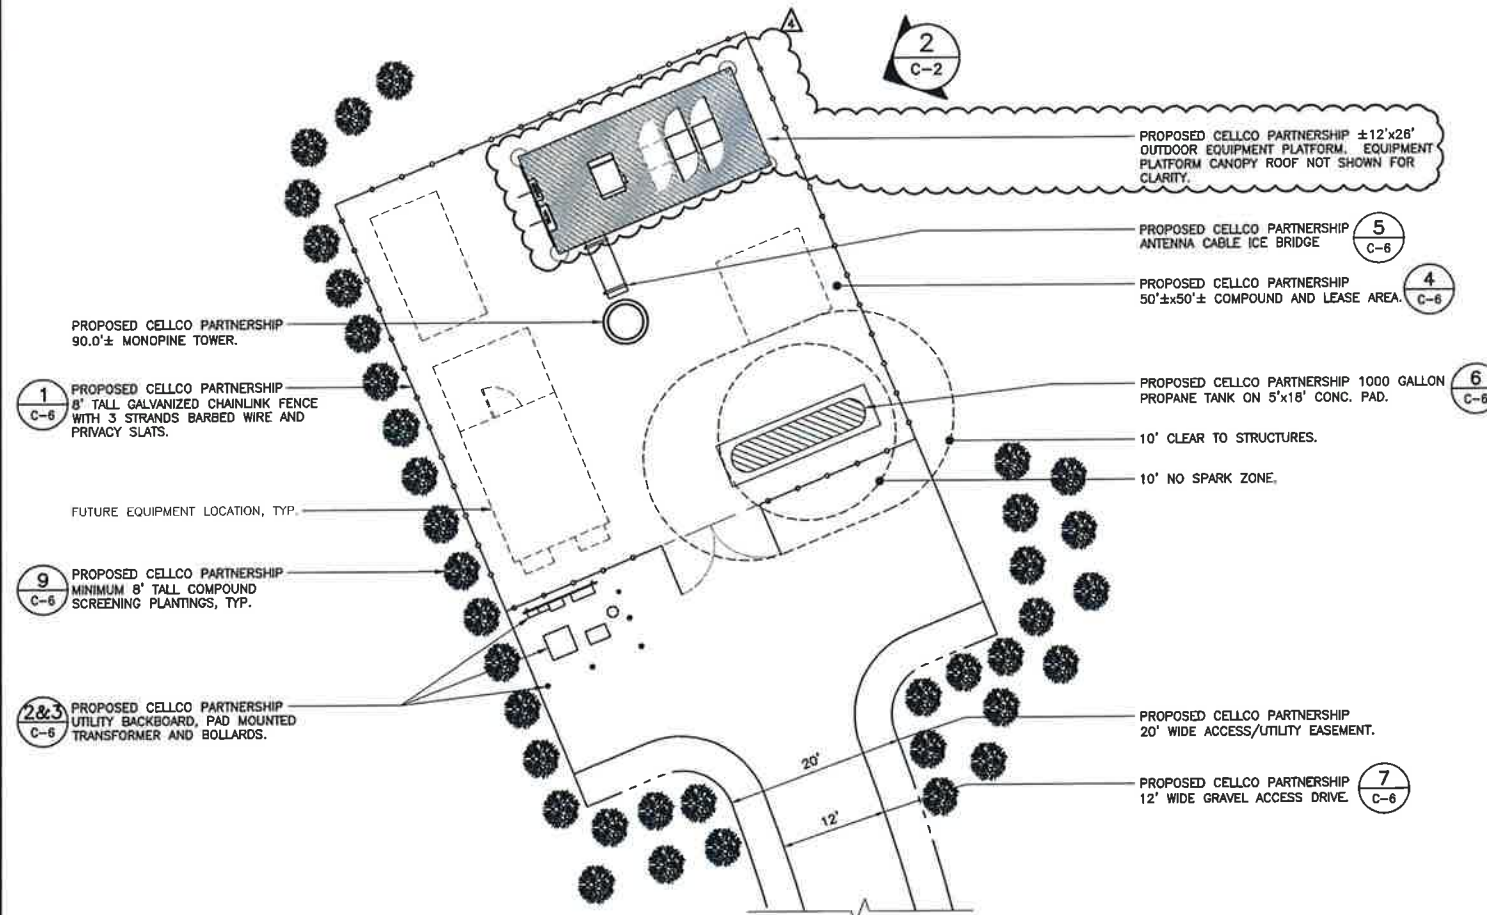 4
2
C-2
PROPOSED CELLCO PARTNERSHIP ±12'x26'
OUTDOOR EQUIPMENT PLATFORM. EQUIPMENT
PLATFORM CANOPY ROOF NOT SHOWN FOR
CLARITY.
PROPOSED CELLCO PARTNERSHIP
ANTENNA CABLE ICE BRIDGE
5
C-6
PROPOSED CELLCO PARTNERSHIP
50'±x50'± COMPOUND AND LEASE AREA.
4
C-6
PROPOSED CELLCO PARTNERSHIP
90.0'± MONOPINE TOWER.
1
C-6
PROPOSED CELLCO PARTNERSHIP
8' TALL GALVANIZED CHAINLINK FENCE
WITH 3 STRANDS BARBED WIRE AND
PRIVACY SLATS.
PROPOSED CELLCO PARTNERSHIP 1000 GALLON
PROPANE TANK ON 5'x18' CONC. PAD.
6
C-6
10' CLEAR TO STRUCTURES.
10' NO SPARK ZONE.
FUTURE EQUIPMENT LOCATION, TYP.
9
C-6
PROPOSED CELLCO PARTNERSHIP
MINIMUM 8' TALL COMPOUND
SCREENING PLANTINGS, TYP.
2&3
C-6
PROPOSED CELLCO PARTNERSHIP
UTILITY BACKBOARD, PAD MOUNTED
TRANSFORMER AND BOLLARDS.
PROPOSED CELLCO PARTNERSHIP
20' WIDE ACCESS/UTILITY EASEMENT.
20'
PROPOSED CELLCO PARTNERSHIP
12' WIDE GRAVEL ACCESS DRIVE.
7
C-6
12'